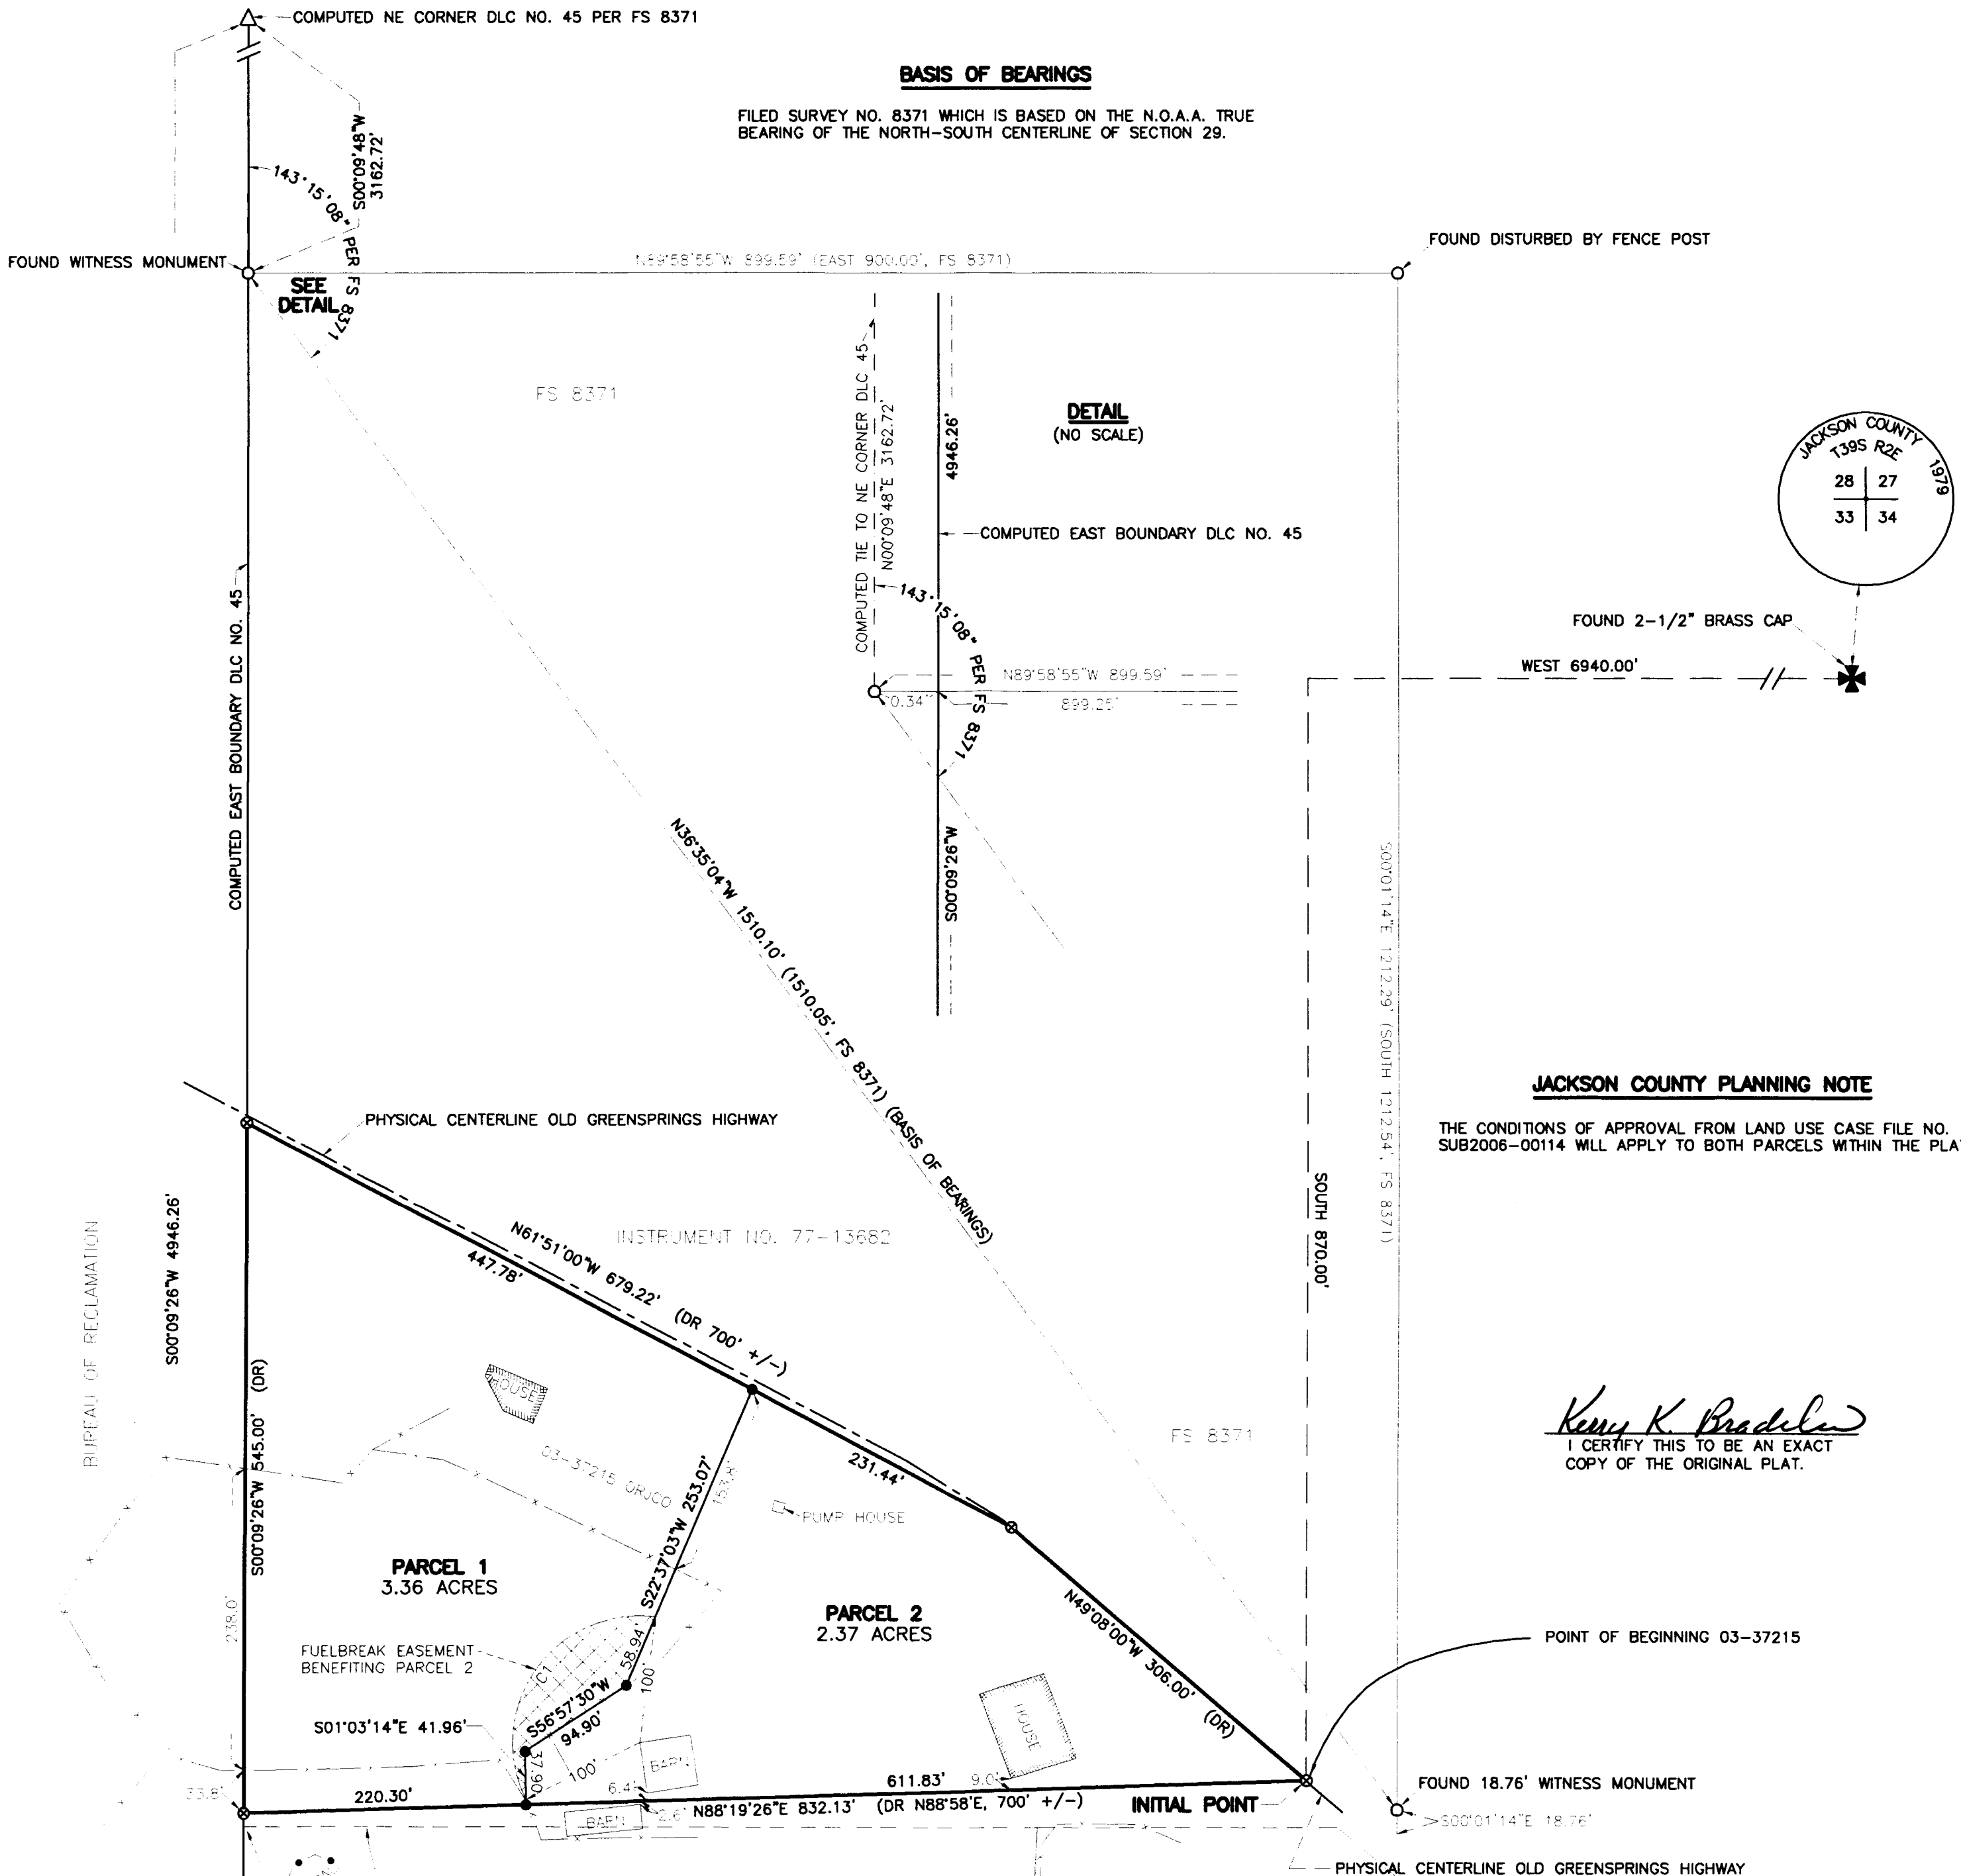 COMPUTED NE CORNER DLC NO. 45 PER FS 8371
BASIS OF BEARINGS
FILED SURVEY NO. 8371 WHICH IS BASED ON THE N.O.A.A. TRUE
BEARING OF THE NORTH-SOUTH CENTERLINE OF SECTION 29.
S00°09'48"W
3162.72'
143°15'08" PER FS 8371
FOUND WITNESS MONUMENT
SEE
DETAIL
N89°58'55"W 899.59' (EAST 900.00', FS 8371)
FOUND DISTURBED BY FENCE POST
FS 8371
COMPUTED TIE TO NE CORNER DLC 45
N00°09'48"E 3162.72'
4946.26'
DETAIL
(NO SCALE)
COMPUTED EAST BOUNDARY DLC NO. 45
143°15'08" PER FS 8371
N89°58'55"W 899.59'
0.34'
899.25'
S00°09'26"W
JACKSON COUNTY 1979
T39S R2E
28 27
33 34
FOUND 2-1/2" BRASS CAP
WEST 6940.00'
COMPUTED EAST BOUNDARY DLC NO. 45
N36°35'04"W 1510.10' (1510.05', FS 8371) (BASIS OF BEARINGS)
S00°01'14"E 1212.29' (SOUTH 1212.54', FS 8371)
SOUTH 870.00'
JACKSON COUNTY PLANNING NOTE
THE CONDITIONS OF APPROVAL FROM LAND USE CASE FILE NO.
SUB2006-00114 WILL APPLY TO BOTH PARCELS WITHIN THE PLA
PHYSICAL CENTERLINE OLD GREENSPRINGS HIGHWAY
S00°09'26"W 4946.26'
BUREAU OF RECLAMATION
N61°51'00"W 679.22' (DR 700' +/-)
447.78'
INSTRUMENT NO. 77-13682
S00°09'26"W 545.00' (DR)
HOUSE
03-37215 ORJCO
S22°37'03"W 253.07'
153.8'
231.44'
PUMP HOUSE
FS 8371
Kerry K. Bradshaw
I CERTIFY THIS TO BE AN EXACT
COPY OF THE ORIGINAL PLAT.
PARCEL 1
3.36 ACRES
PARCEL 2
2.37 ACRES
N49°08'00"W 306.00' (DR)
238.0'
FUELBREAK EASEMENT
BENEFITING PARCEL 2
C1
58.94'
100'
POINT OF BEGINNING 03-37215
S56°57'30"W
94.90'
S01°03'14"E 41.96'
37.90
100'
BARN
HOUSE
33.8'
220.30'
6.4'
611.83'
9.0'
N88°19'26"E 832.13' (DR N88°58'E, 700' +/-)
2.6'
BARN
INITIAL POINT
FOUND 18.76' WITNESS MONUMENT
S00°01'14"E 18.76'
PHYSICAL CENTERLINE OLD GREENSPRINGS HIGHWAY